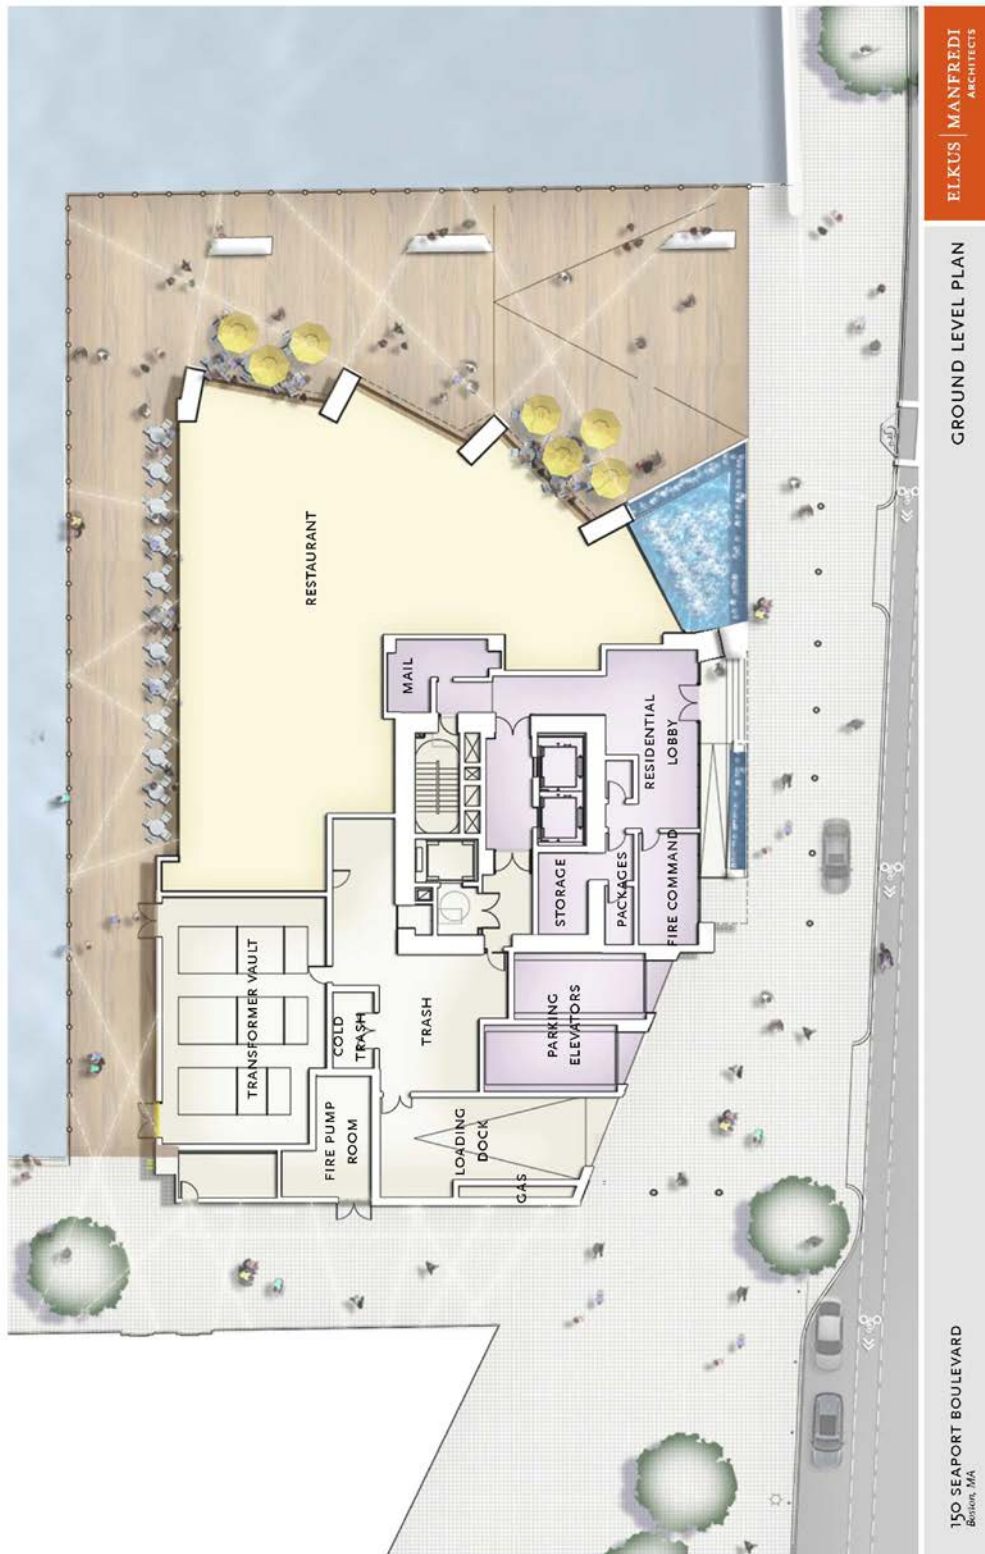 RESTAURANT
MAIL
RESIDENTIAL
LOBBY
STORAGE
PACKAGES
FIRE COMMAND
TRANSFORMER VAULT
COLD
TRASH
TRASH
PARKING
ELEVATORS
FIRE PUMP
ROOM
LOADING
DOCK
GAS
150 SEAPORT BOULEVARD
Boston, MA
GROUND LEVEL PLAN
ELKUS | MANFREDI
ARCHITECTS